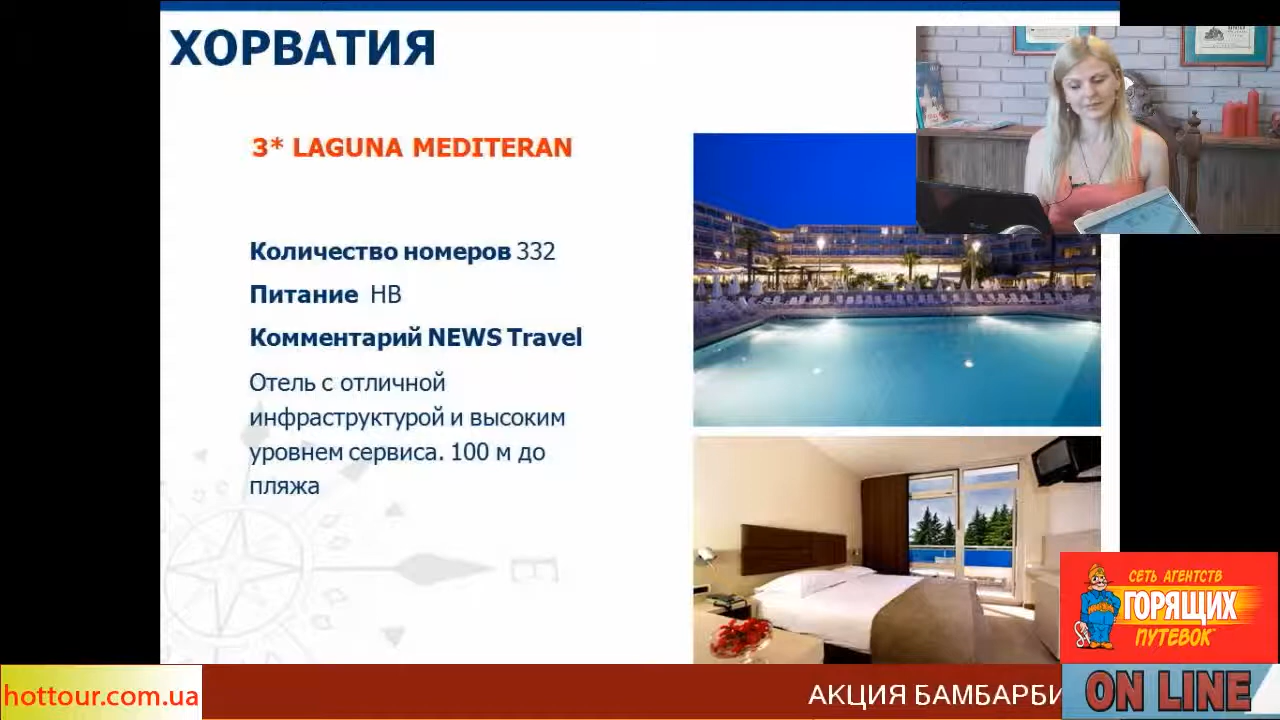 ХОРВАТИЯ
3* LAGUNA MEDITERAN
Количество номеров 332
Питание HB
Комментарий NEWS Travel
Отель с отличной
инфраструктурой и высоким
уровнем сервиса. 100 м до
пляжа
E
СЕТЬ АГЕНТСТВ
ГОРЯЩИХ
ПУТЕВОК
hottour.com.ua
АКЦИЯ БАМБАРБИ
ON LINE